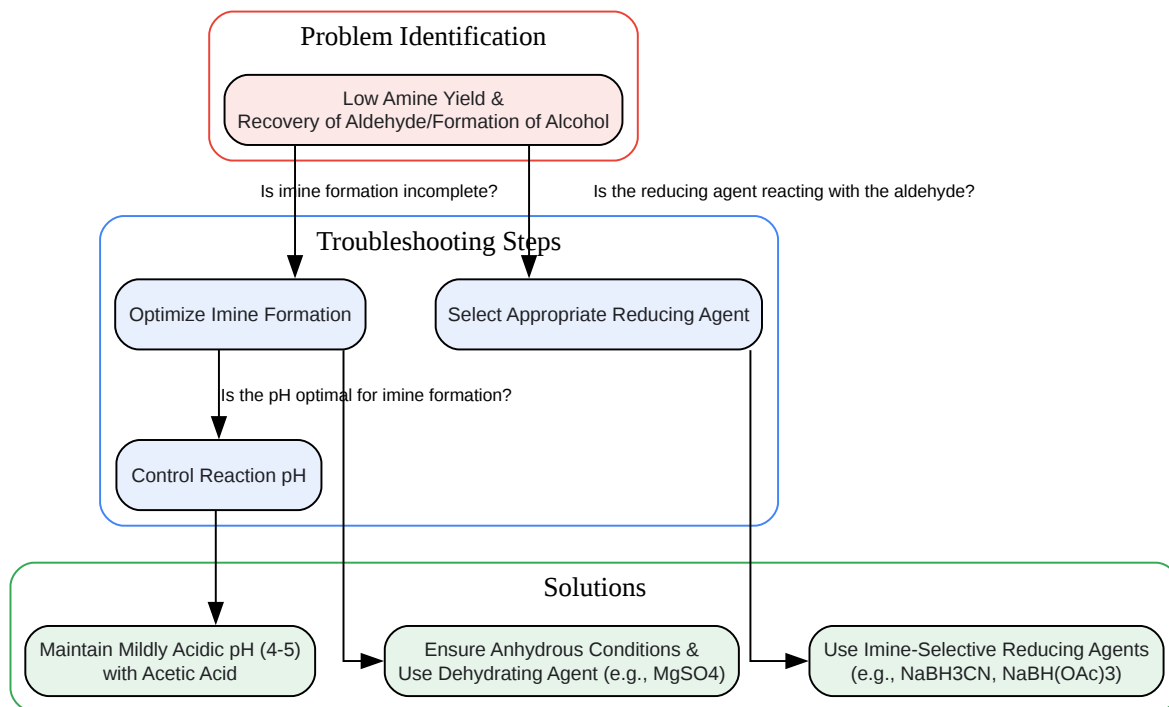 Problem Identification
Low Amine Yield &
Recovery of Aldehyde/Formation of Alcohol
Is imine formation incomplete?
Is the reducing agent reacting with the aldehyde?
Troubleshooting Steps
Optimize Imine Formation
Select Appropriate Reducing Agent
Is the pH optimal for imine formation?
Control Reaction pH
Solutions
Maintain Mildly Acidic pH (4-5)
with Acetic Acid
Ensure Anhydrous Conditions &
Use Dehydrating Agent (e.g., MgSO4)
Use Imine-Selective Reducing Agents
(e.g., NaBH3CN, NaBH(OAc)3)